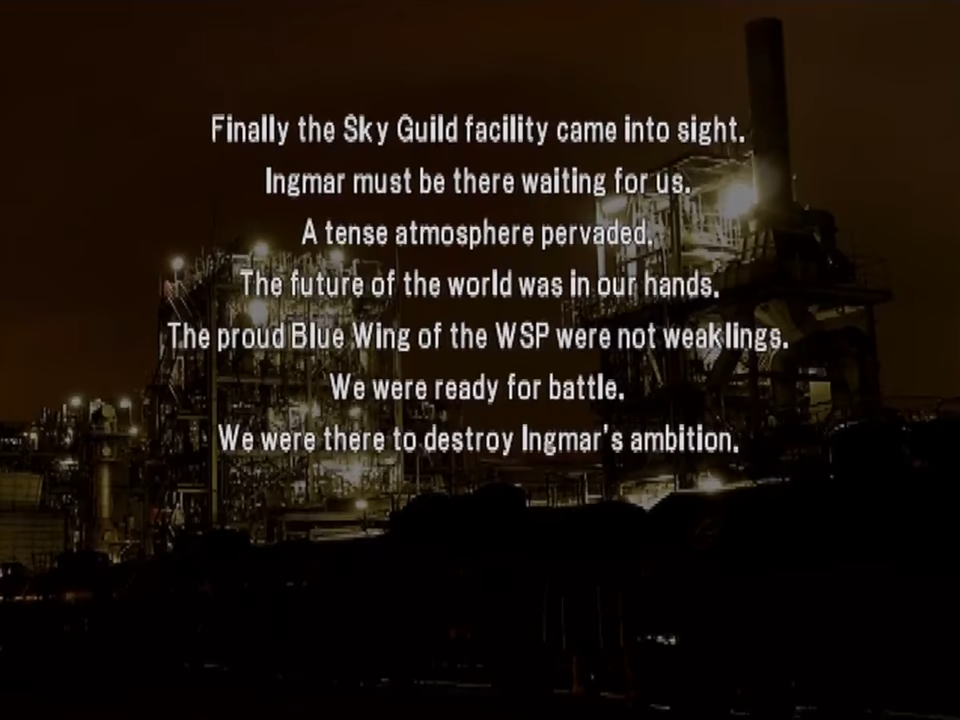 Finally the Sky Guild facility came into sight.
Ingmar must be there waiting for us.
A tense atmosphere pervaded.
The future of the world was in our hands.
The proud Blue Wing of the WSP were not weaklings.
We were ready for battle.
We were there to destroy Ingmar's ambition.